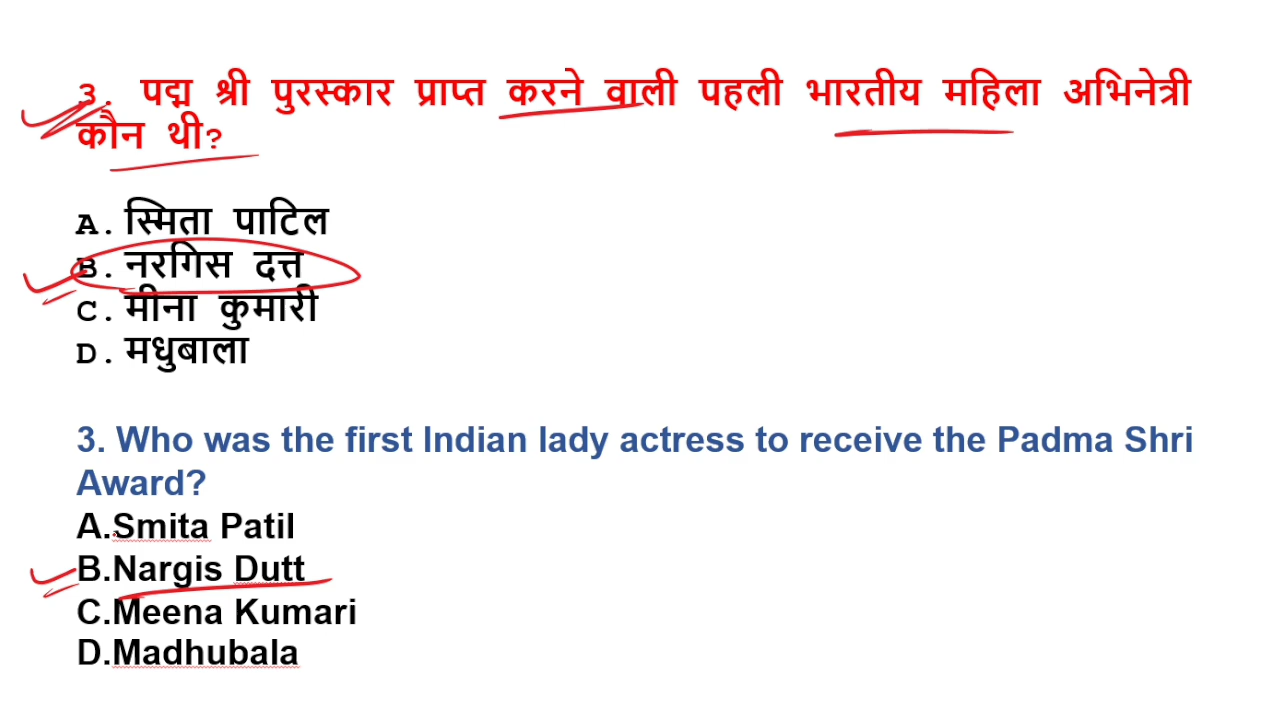 3. पद्म श्री पुरस्कार प्राप्त करने वाली पहली भारतीय महिला अभिनेत्री
कौन थी?
A. स्मिता पाटिल
B. नरगिस दत्त
C. मीना कुमारी
D. मधुबाला
3. Who was the first Indian lady actress to receive the Padma Shri
Award?
A.Smita Patil
B.Nargis Dutt
C.Meena Kumari
D.Madhubala